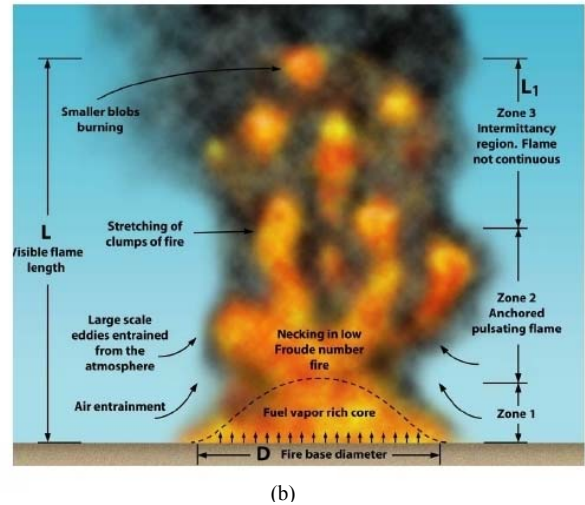 L₁
Smaller blobs
burning
Zone 3
Intermittancy
region. Flame
not continuous
L
Visible flame
length
Stretching of
clumps of fire
Zone 2
Anchored
pulsating flame
Large scale
eddies entrained
from the
atmosphere
Necking in low
Froude number
fire
Air entrainment
Fuel vapor rich core
Zone 1
D Fire base diameter
(b)